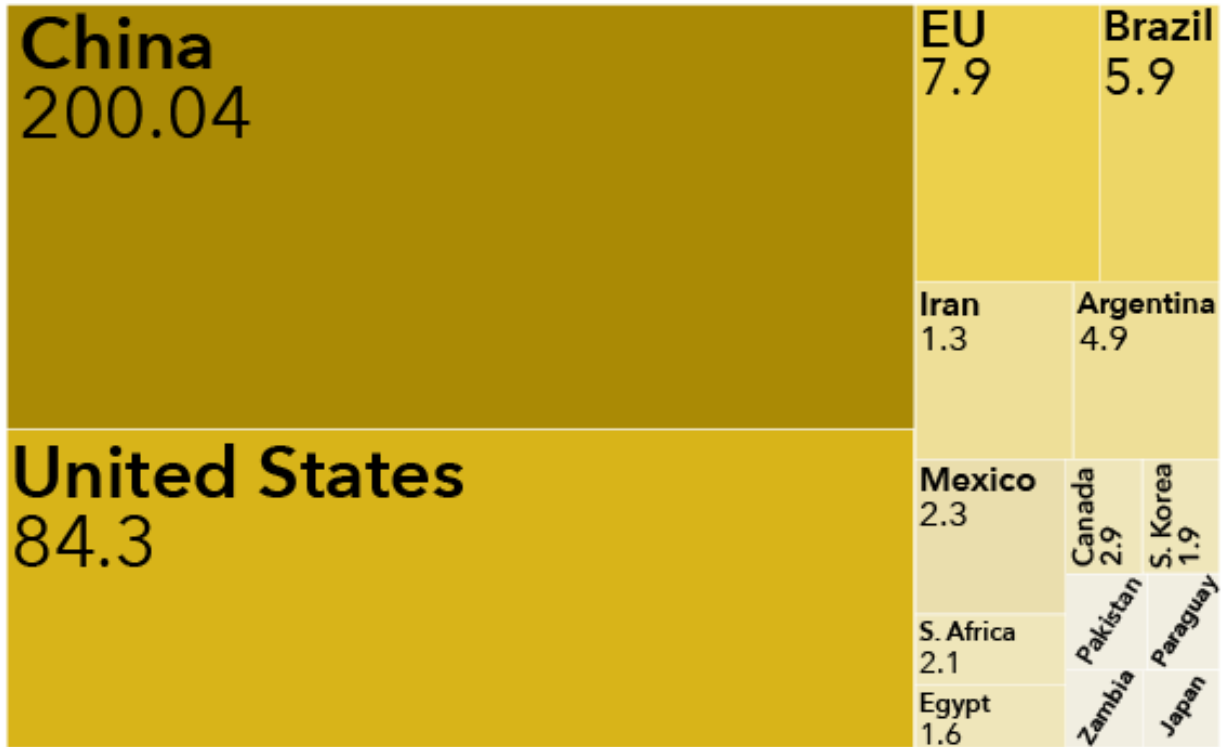 China
200.04
EU
7.9
Brazil
5.9
Iran
1.3
Argentina
4.9
United States
84.3
Mexico
2.3
Canada
2.9
S. Korea
1.9
S. Africa
2.1
Egypt
1.6
Pakistan
Paraguay
Zambia
Japan